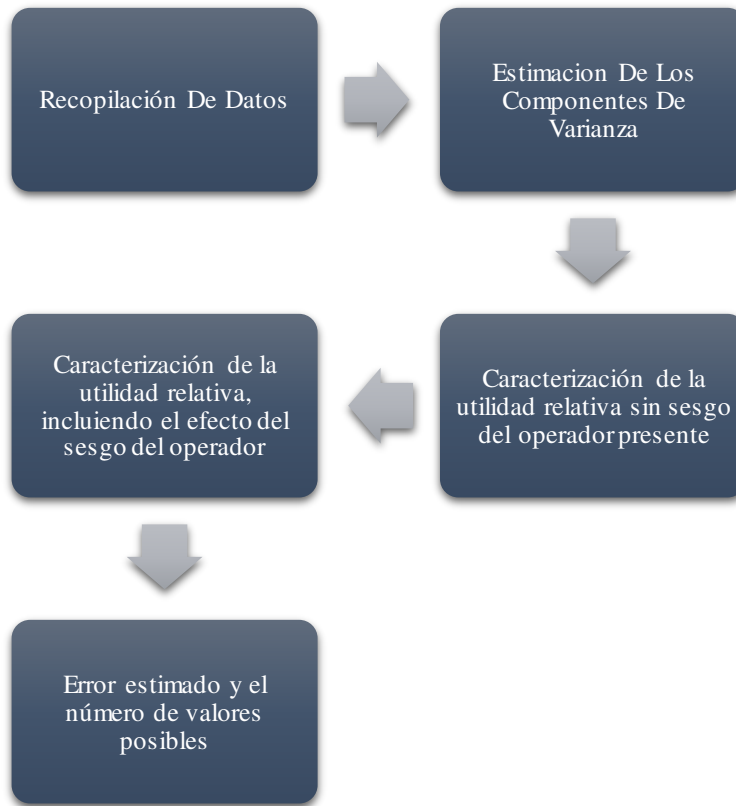 Recopilación De Datos
Estimacion De Los
Componentes De
Varianza
Caracterización de la
utilidad relativa sin sesgo
del operador presente
Caracterización de la
utilidad relativa,
incluiendo el efecto del
sesgo del operador
Error estimado y el
número de valores
posibles